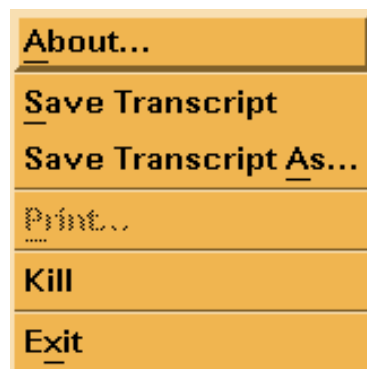 About...
Save Transcript
Save Transcript As...
Print...
Kill
Exit